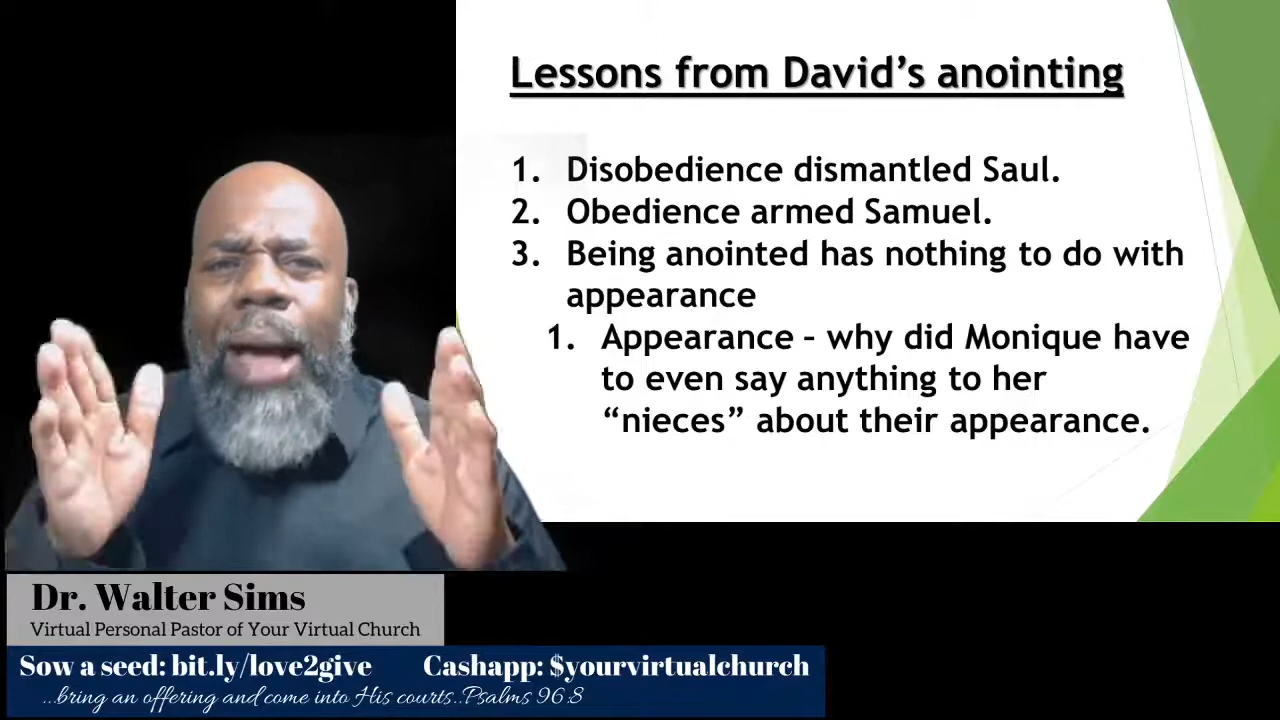 Lessons from David's anointing
1. Disobedience dismantled Saul.
2. Obedience armed Samuel.
3. Being anointed has nothing to do with
appearance
1. Appearance – why did Monique have
to even say anything to her
“nieces” about their appearance.
Dr. Walter Sims
Virtual Personal Pastor of Your Virtual Church
Sow a seed: bit.ly/love2give Cashapp: $yourvirtualchurch
...bring an offering and come into His courts..Psalms 96:8